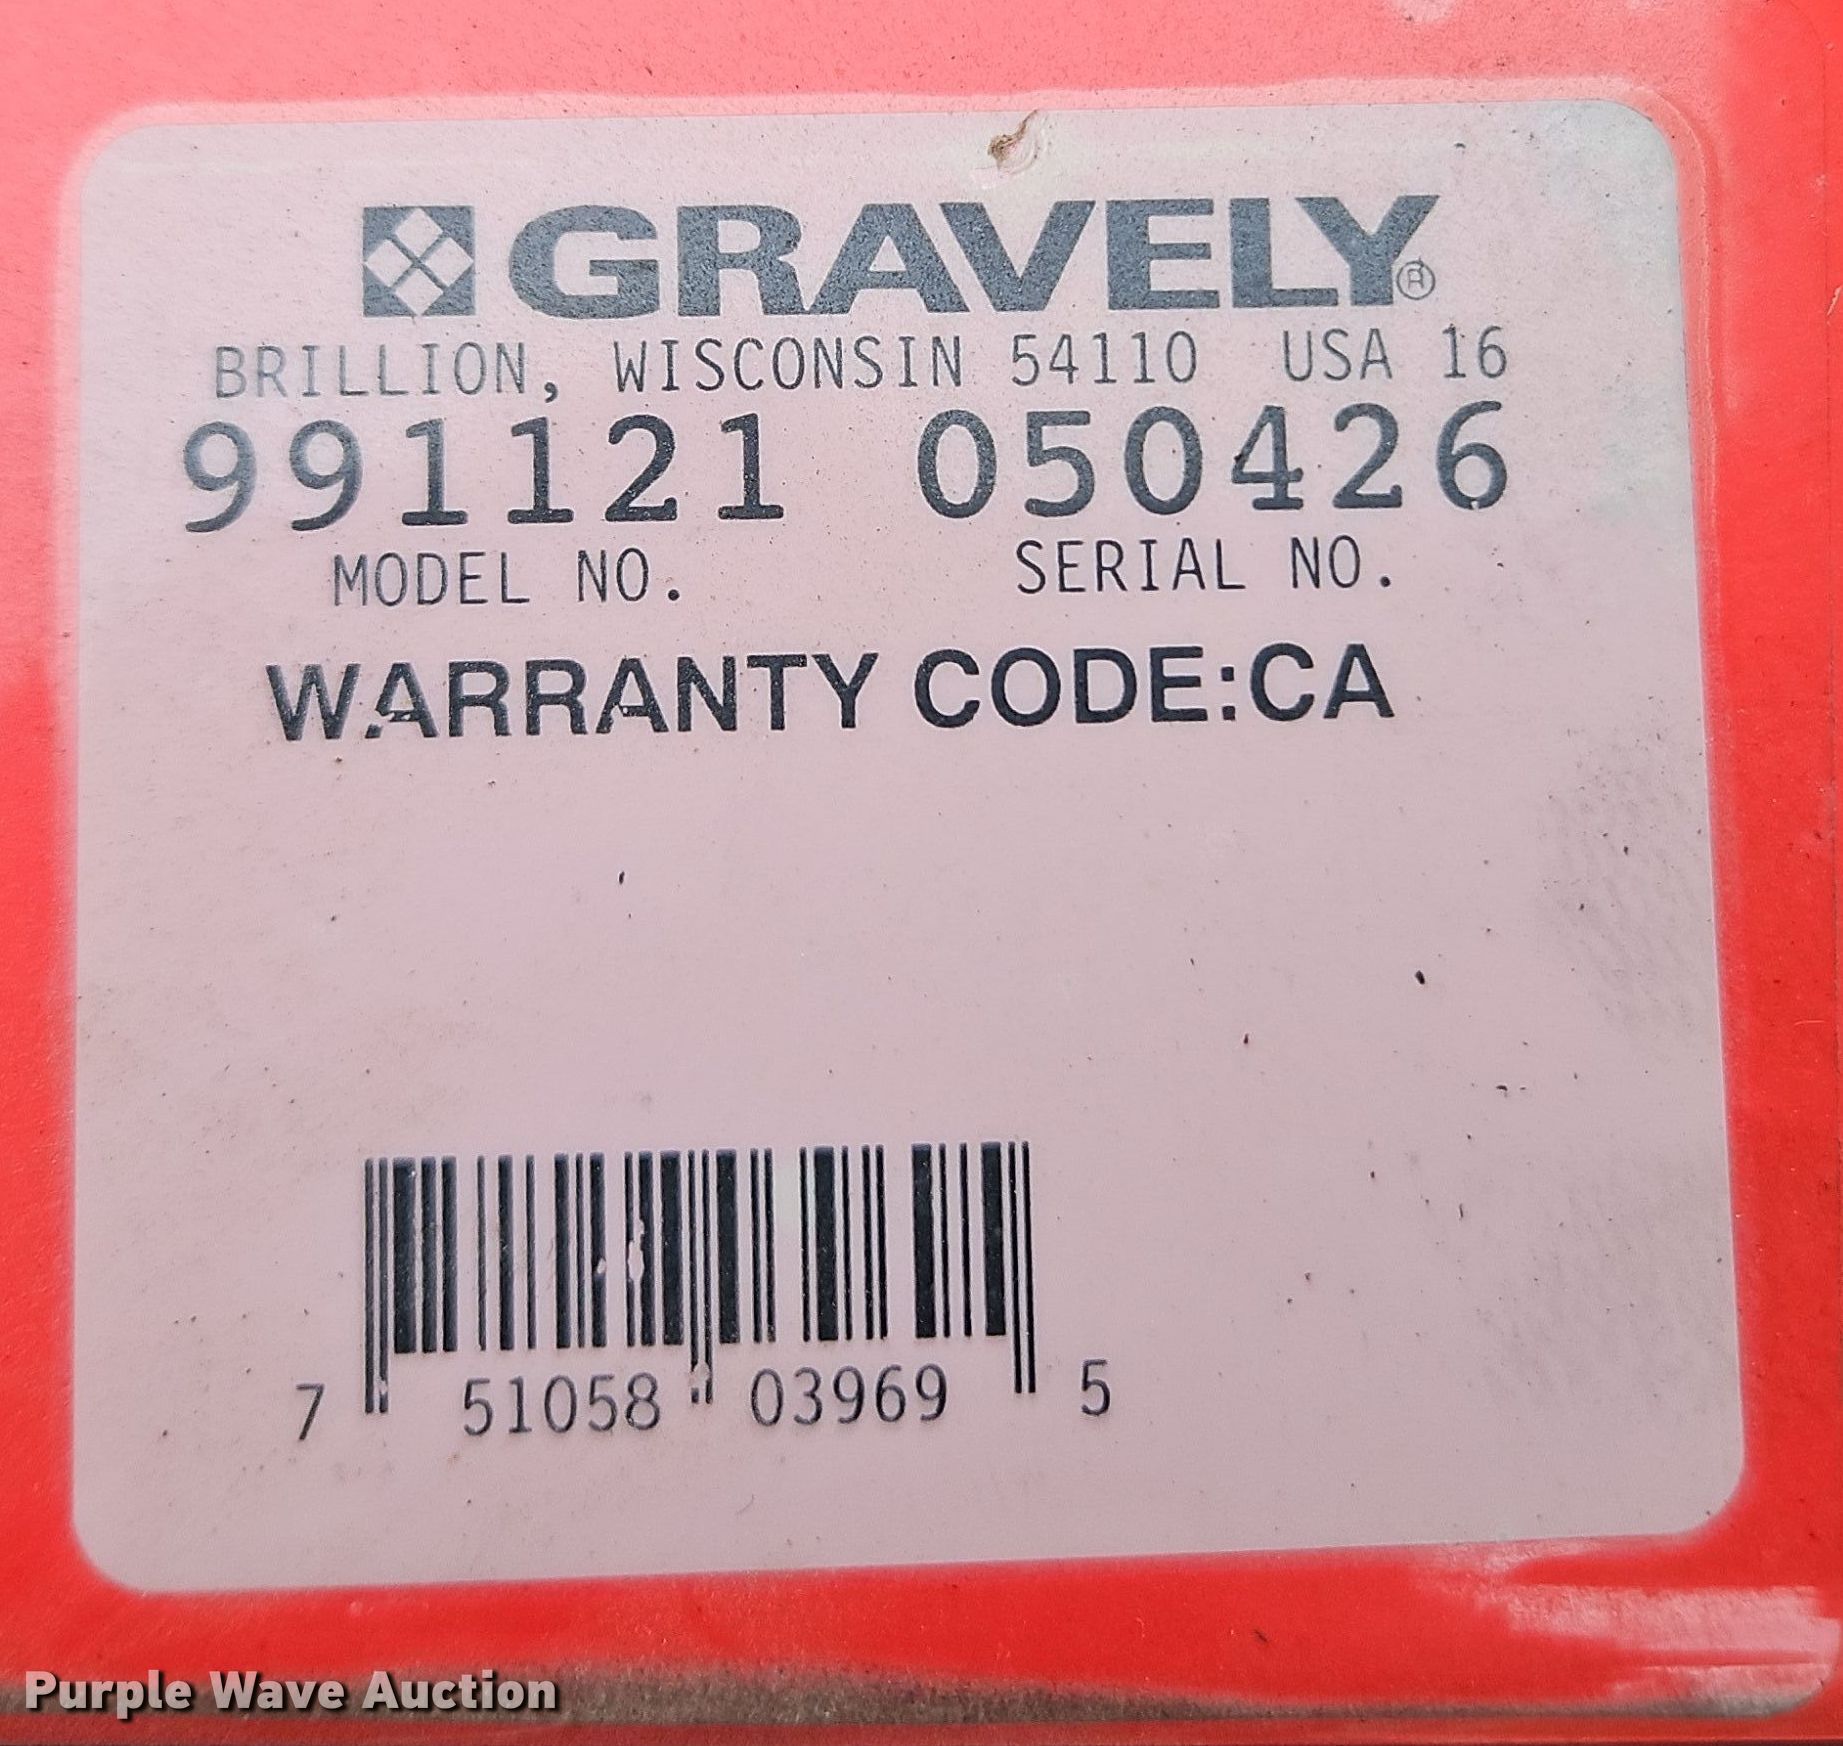 GRAVELY®
BRILLION, WISCONSIN 54110 USA 16
991121 050426
MODEL NO. SERIAL NO.
WARRANTY CODE:CA
7 51058 03969 5
Purple Wave Auction